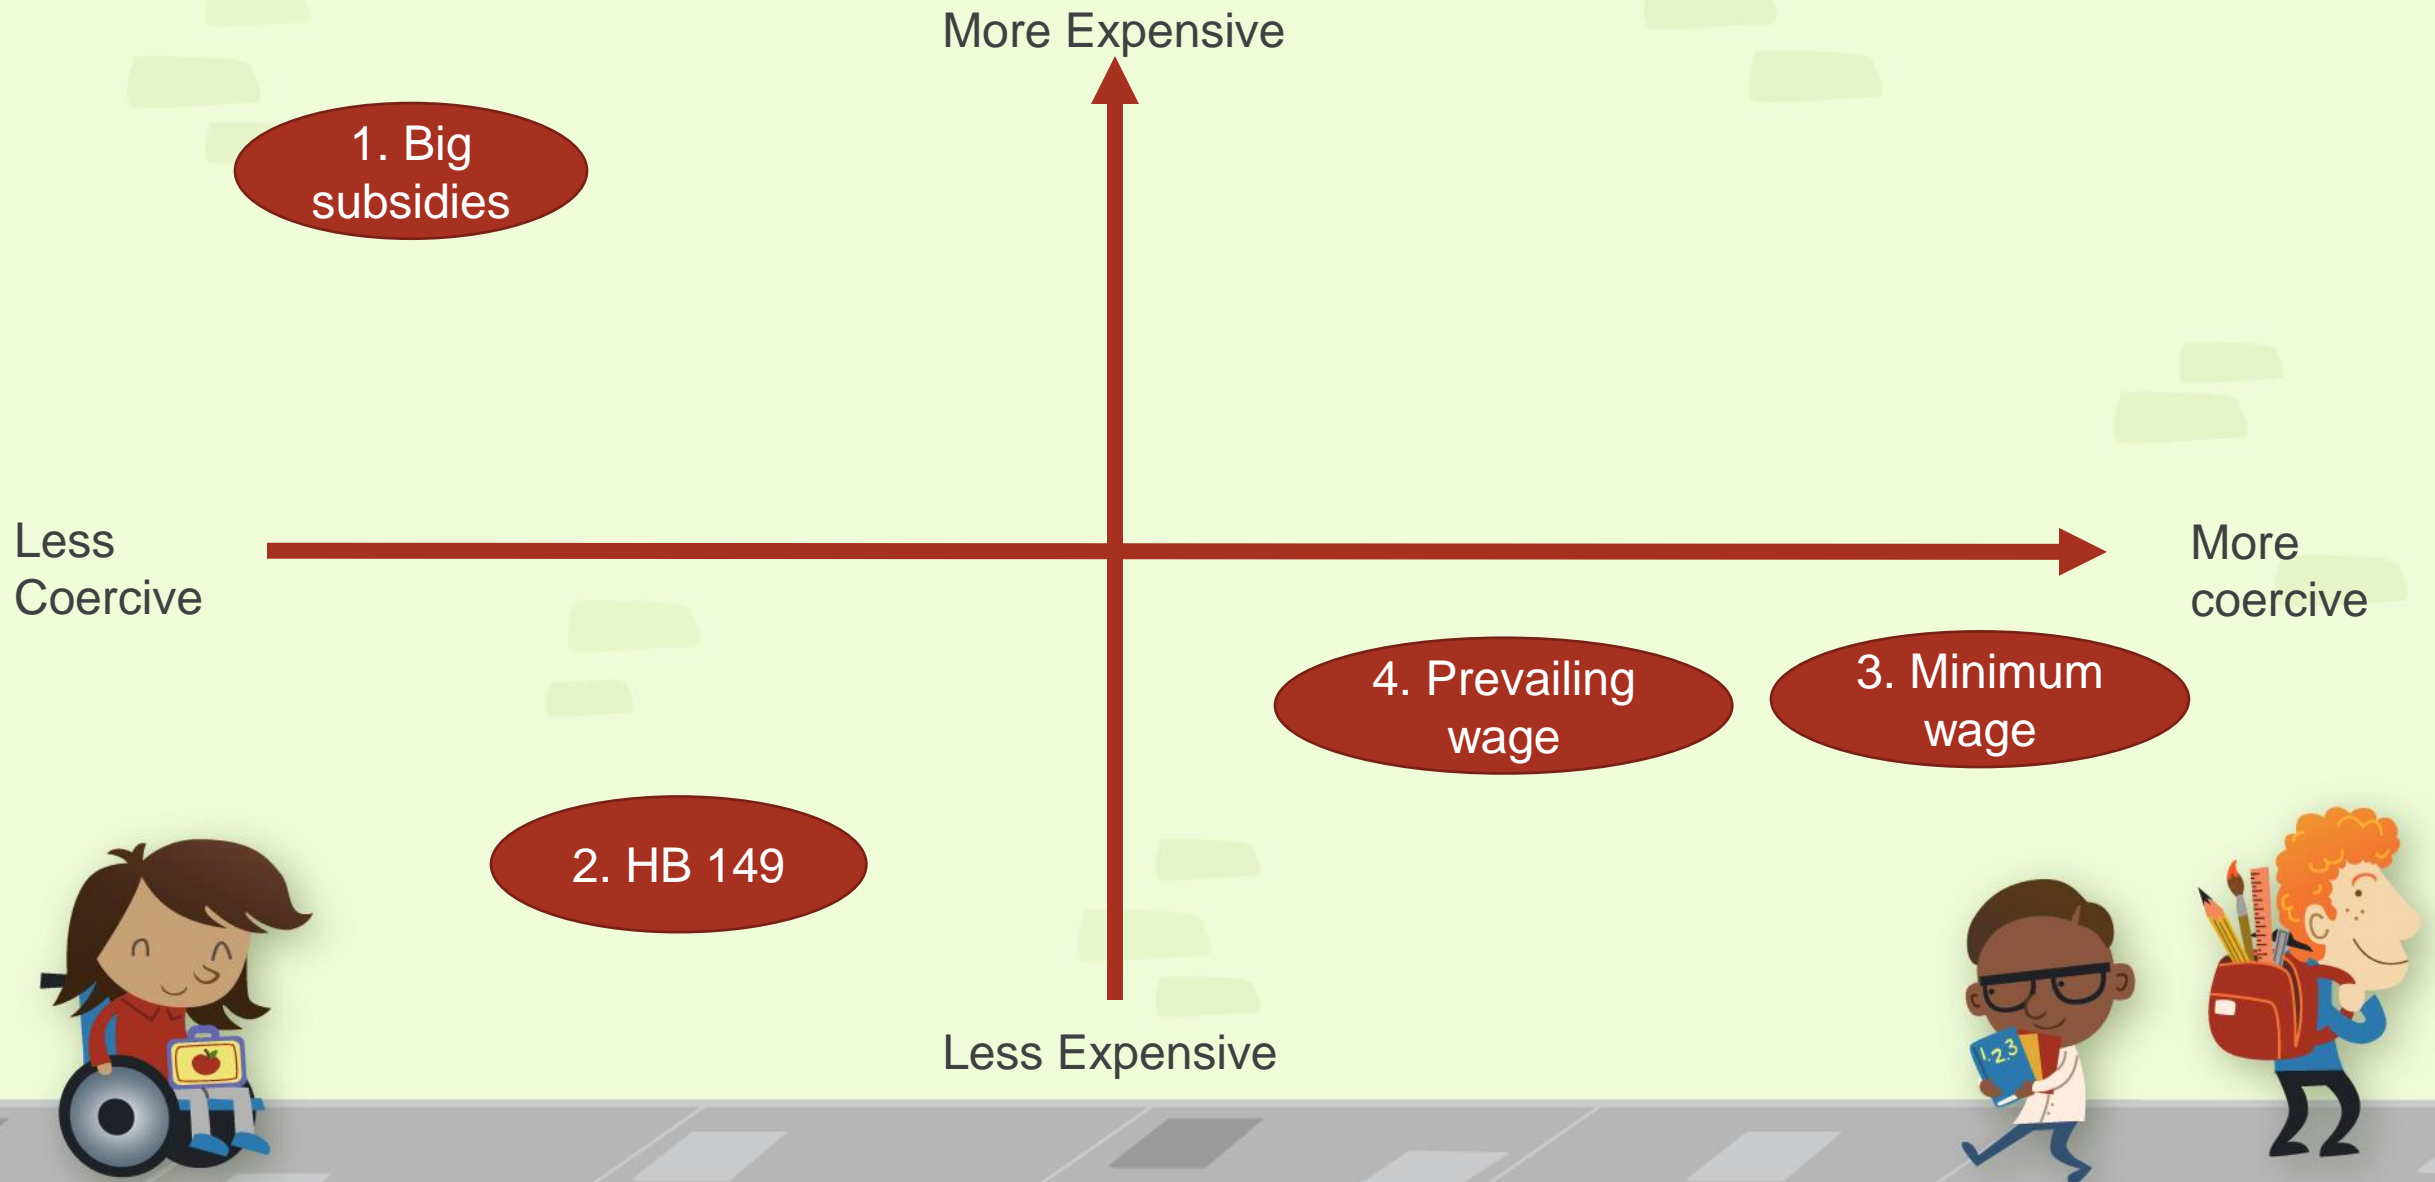 More Expensive
1. Big
subsidies
Less
Coercive
More
coercive
4. Prevailing
wage
3. Minimum
wage
2. HB 149
Less Expensive
1.2.3